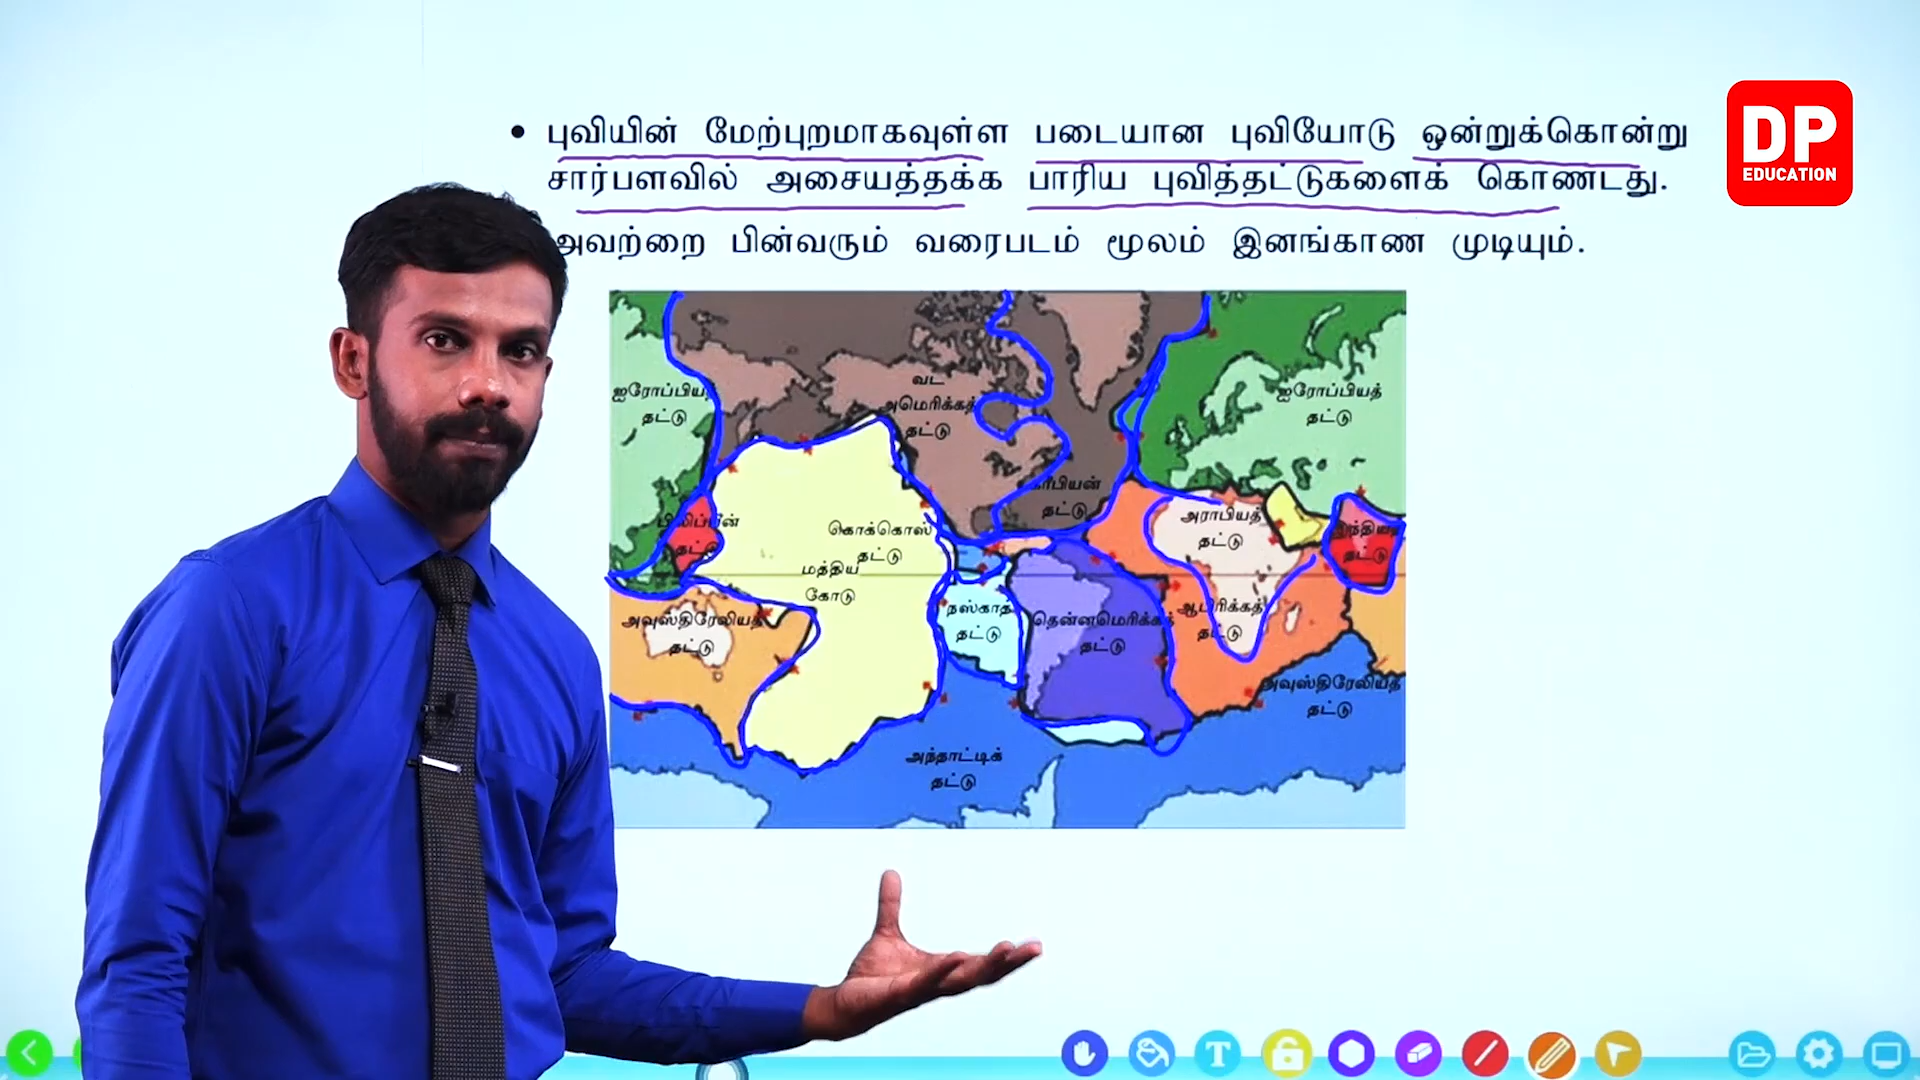 • புவியின் மேற்புறமாகவுள்ள படையான புவியோடு ஒன்றுக்கொன்று
சார்பளவில் அசையத்தக்க பாரிய புவித்தட்டுகளைக் கொண்டது.
அவற்றை பின்வரும் வரைபடம் மூலம் இனங்காண முடியும்.
DP
EDUCATION
ஐரோப்பியத்
தட்டு
வட
அமெரிக்கத்
தட்டு
ஐரோப்பியத்
தட்டு
தட்டு
பிலிப்பீன்
தட்டு
கொக்கொஸ்
தட்டு
மத்திய
கோடு
அராபியத்
தட்டு
தட்டு
அவுஸ்திரேலியத்
தட்டு
நஸ்காத்
தட்டு
தென்னமெரிக்கத்
தட்டு
ஆபிரிக்கத்
தட்டு
அவுஸ்திரேலியத்
தட்டு
அந்தாட்டிக்
தட்டு